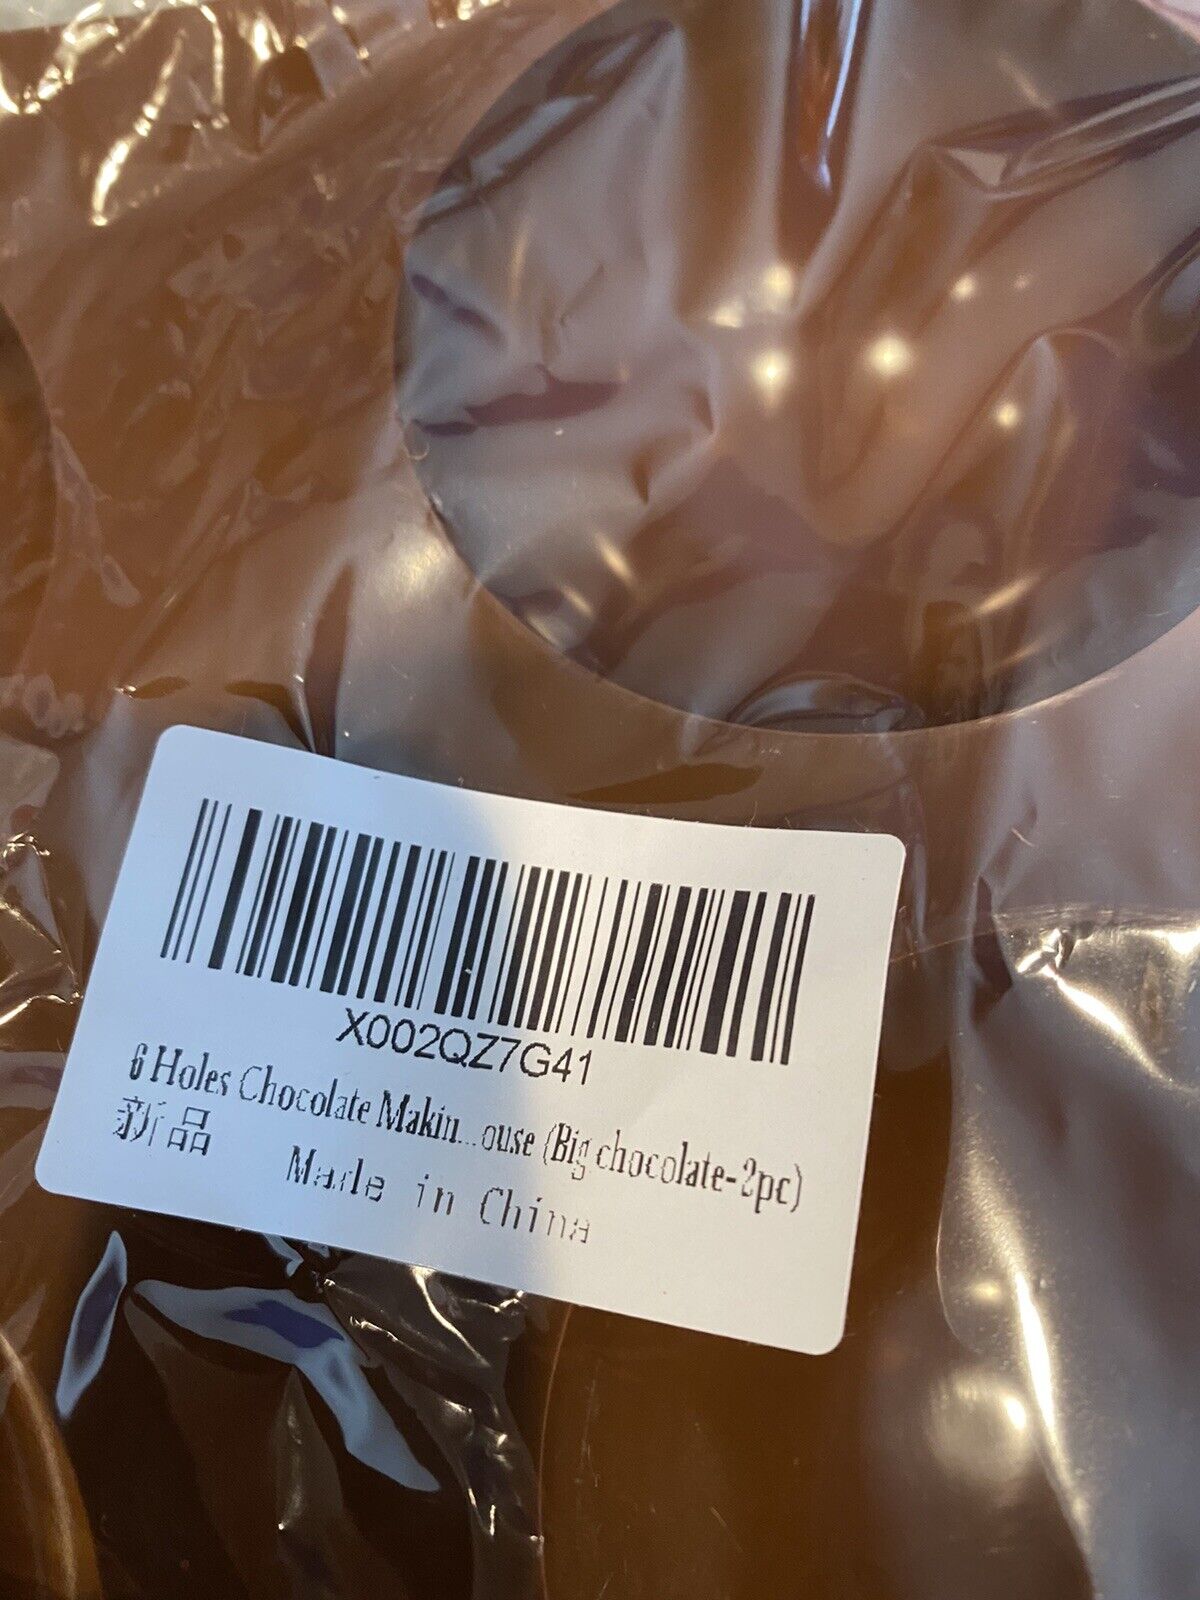 X002QZ7G41
6 Holes Chocolate Makin...ouse (Big chocolate-2pc)
新品
Made in China